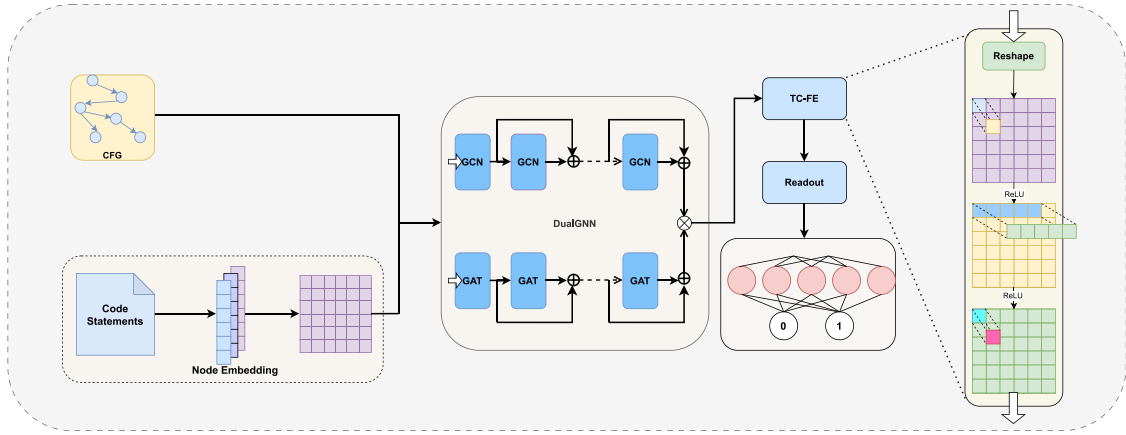 CFG
Code
Statements
Node Embedding
GCN
GCN
GCN
DualGNN
GAT
GAT
GAT
TC-FE
Readout
0
1
Reshape
ReLU
ReLU